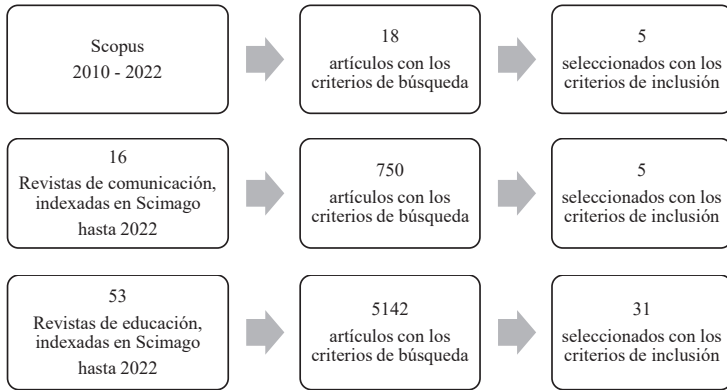 Scopus
2010 - 2022
18
artículos con los
criterios de búsqueda
5
seleccionados con los
criterios de inclusión
16
Revistas de comunicación,
indexadas en Scimago
hasta 2022
750
artículos con los
criterios de búsqueda
5
seleccionados con los
criterios de inclusión
53
Revistas de educación,
indexadas en Scimago
hasta 2022
5142
artículos con los
criterios de búsqueda
31
seleccionados con los
criterios de inclusión